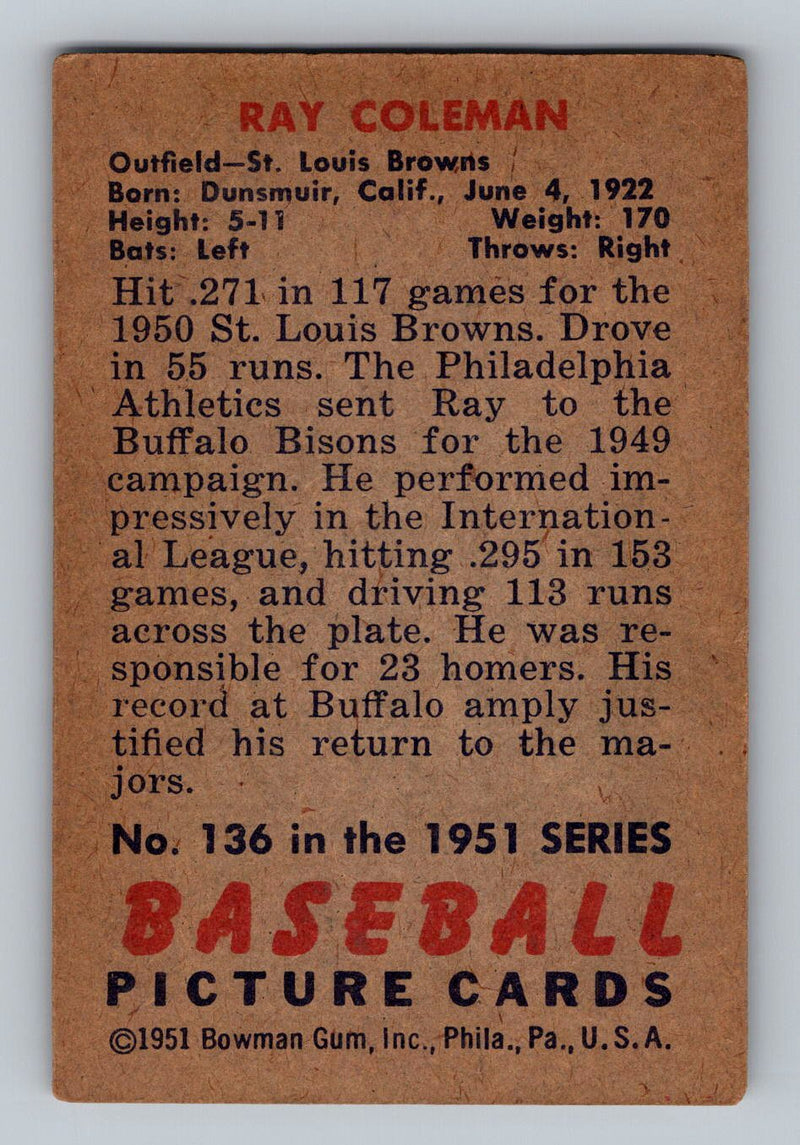 RAY COLEMAN
Outfield—St. Louis Browns
Born: Dunsmuir, Calif., June 4, 1922
Height: 5-11 Weight: 170
Bats: Left Throws: Right
Hit .271 in 117 games for the
1950 St. Louis Browns. Drove
in 55 runs. The Philadelphia
Athletics sent Ray to the
Buffalo Bisons for the 1949
campaign. He performed im-
pressively in the Internation-
al League, hitting .295 in 153
games, and driving 113 runs
across the plate. He was re-
sponsible for 23 homers. His
record at Buffalo amply jus-
tified his return to the ma-
jors.
No. 136 in the 1951 SERIES
BASEBALL
PICTURE CARDS
©1951 Bowman Gum, Inc., Phila., Pa., U.S.A.